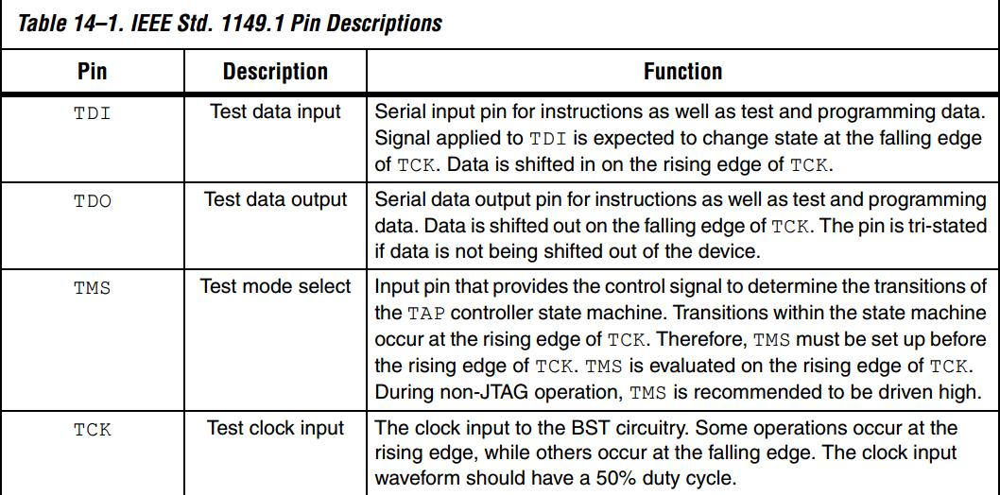 Table 14–1. IEEE Std. 1149.1 Pin Descriptions
Pin Description Function
TDI Test data input Serial input pin for instructions as well as test and programming data.
Signal applied to TDI is expected to change state at the falling edge
of TCK. Data is shifted in on the rising edge of TCK.
TDO Test data output Serial data output pin for instructions as well as test and programming
data. Data is shifted out on the falling edge of TCK. The pin is tri-stated
if data is not being shifted out of the device.
TMS Test mode select Input pin that provides the control signal to determine the transitions of
the TAP controller state machine. Transitions within the state machine
occur at the rising edge of TCK. Therefore, TMS must be set up before
the rising edge of TCK. TMS is evaluated on the rising edge of TCK.
During non-JTAG operation, TMS is recommended to be driven high.
TCK Test clock input The clock input to the BST circuitry. Some operations occur at the
rising edge, while others occur at the falling edge. The clock input
waveform should have a 50% duty cycle.